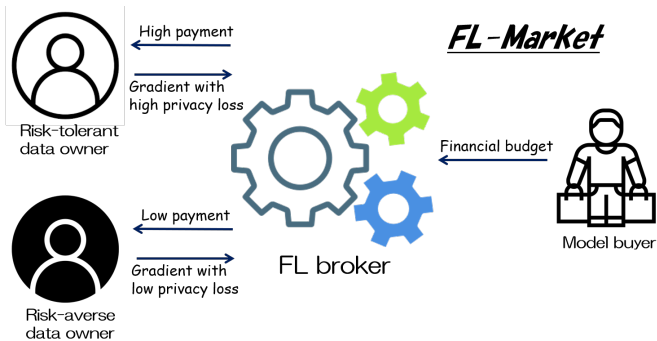 FL-Market
High payment
Gradient with
high privacy loss
Risk-tolerant
data owner
Financial budget
Low payment
Gradient with
low privacy loss
FL broker
Model buyer
Risk-averse
data owner